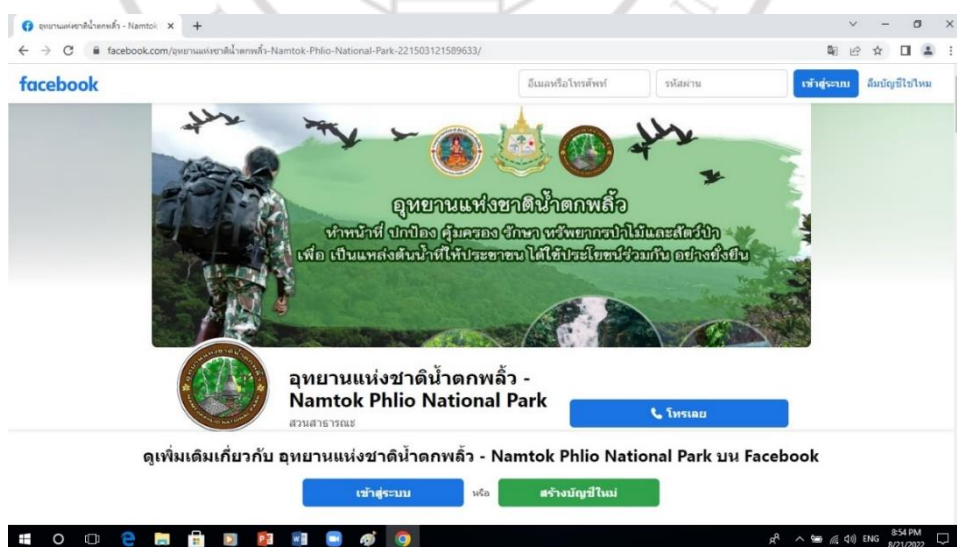 อุทยานแห่งชาติน้ำตกพลิ้ว - Namtok
facebook.com/อุทยานแห่งชาติน้ำตกพลิ้ว-Namtok-Phlio-National-Park-221503121589633/
facebook
อีเมลหรือโทรศัพท์
รหัสผ่าน
เข้าสู่ระบบ
ลืมบัญชีใช่ไหม
อุทยานแห่งชาติน้ำตกพลิ้ว
ทำหน้าที่ ปกป้อง คุ้มครอง รักษา ทรัพยากรป่าไม้และสัตว์ป่า
เพื่อ เป็นแหล่งต้นน้ำที่ให้ประชาชน ได้ใช้ประโยชน์ร่วมกัน อย่างยั่งยืน
อุทยานแห่งชาติน้ำตกพลิ้ว -
Namtok Phlio National Park
สวนสาธารณะ
โทรเลย
ดูเพิ่มเติมเกี่ยวกับ อุทยานแห่งชาติน้ำตกพลิ้ว - Namtok Phlio National Park บน Facebook
เข้าสู่ระบบ
หรือ
สร้างบัญชีใหม่
ENG
8:54 PM
8/21/2022